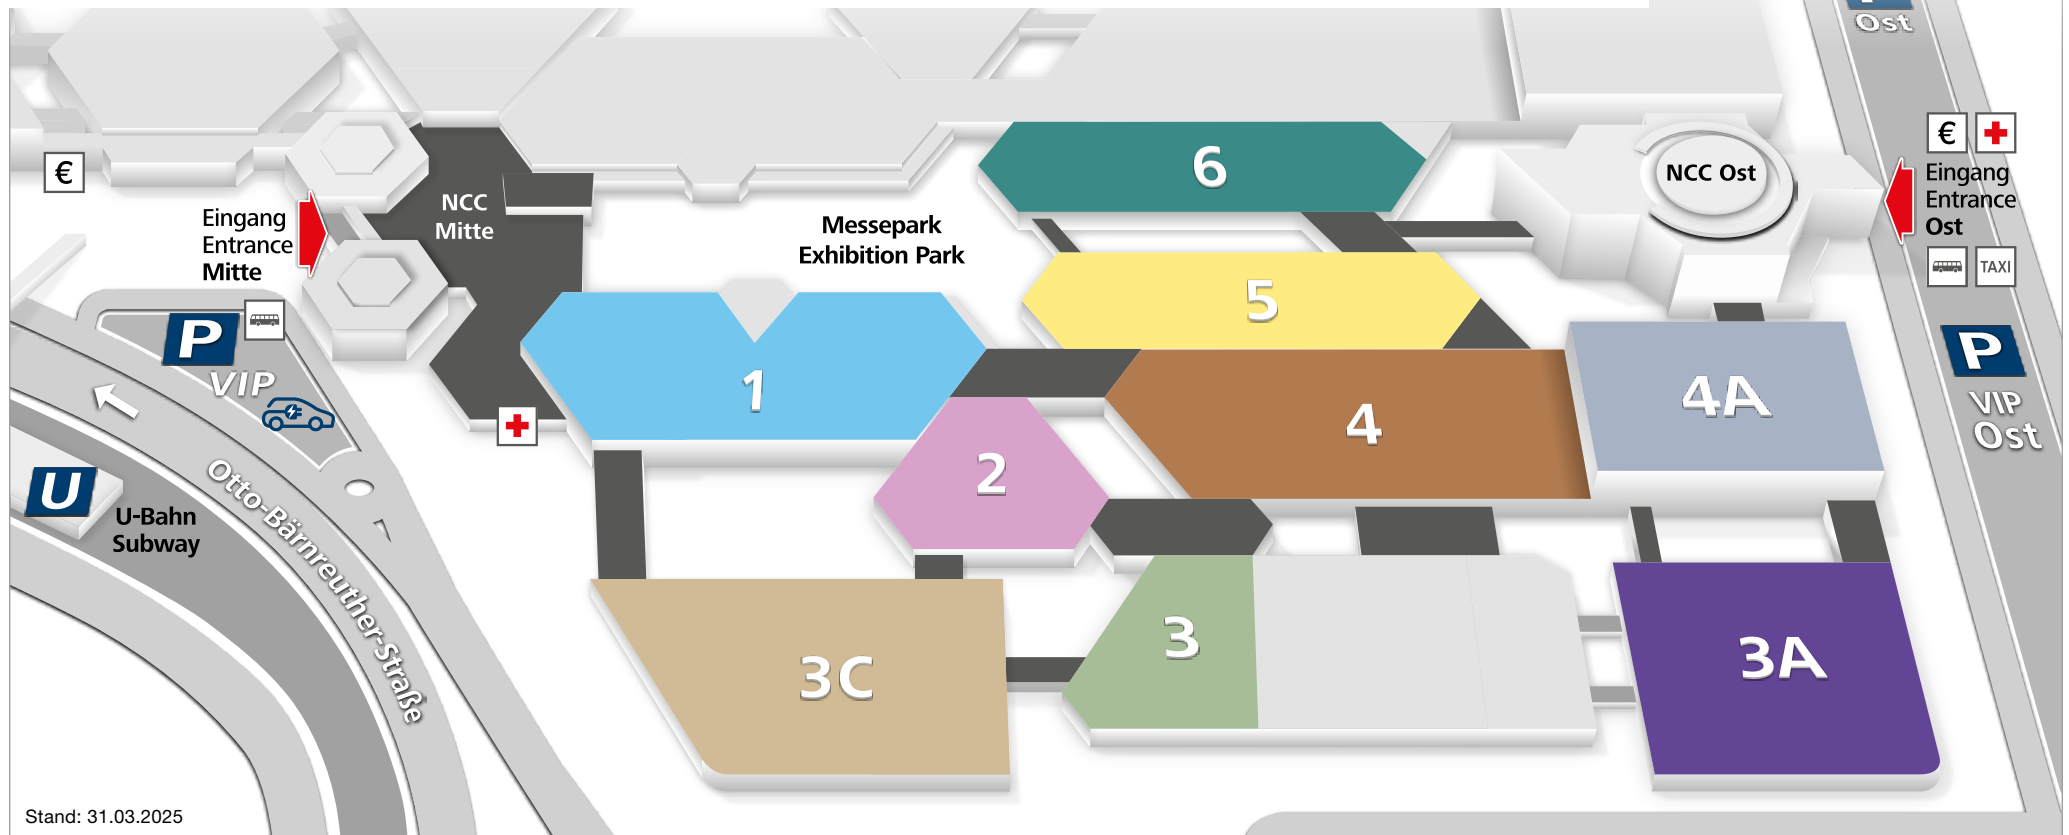 Ost
€
Eingang
Entrance
Mitte
NCC
Mitte
Messepark
Exhibition Park
6
NCC Ost
€
Eingang
Entrance
Ost
TAXI
P
VIP
5
1
4
4A
P
VIP
Ost
2
U
U-Bahn
Subway
Otto-Bärnreuther-Straße
3
3C
3A
Stand: 31.03.2025